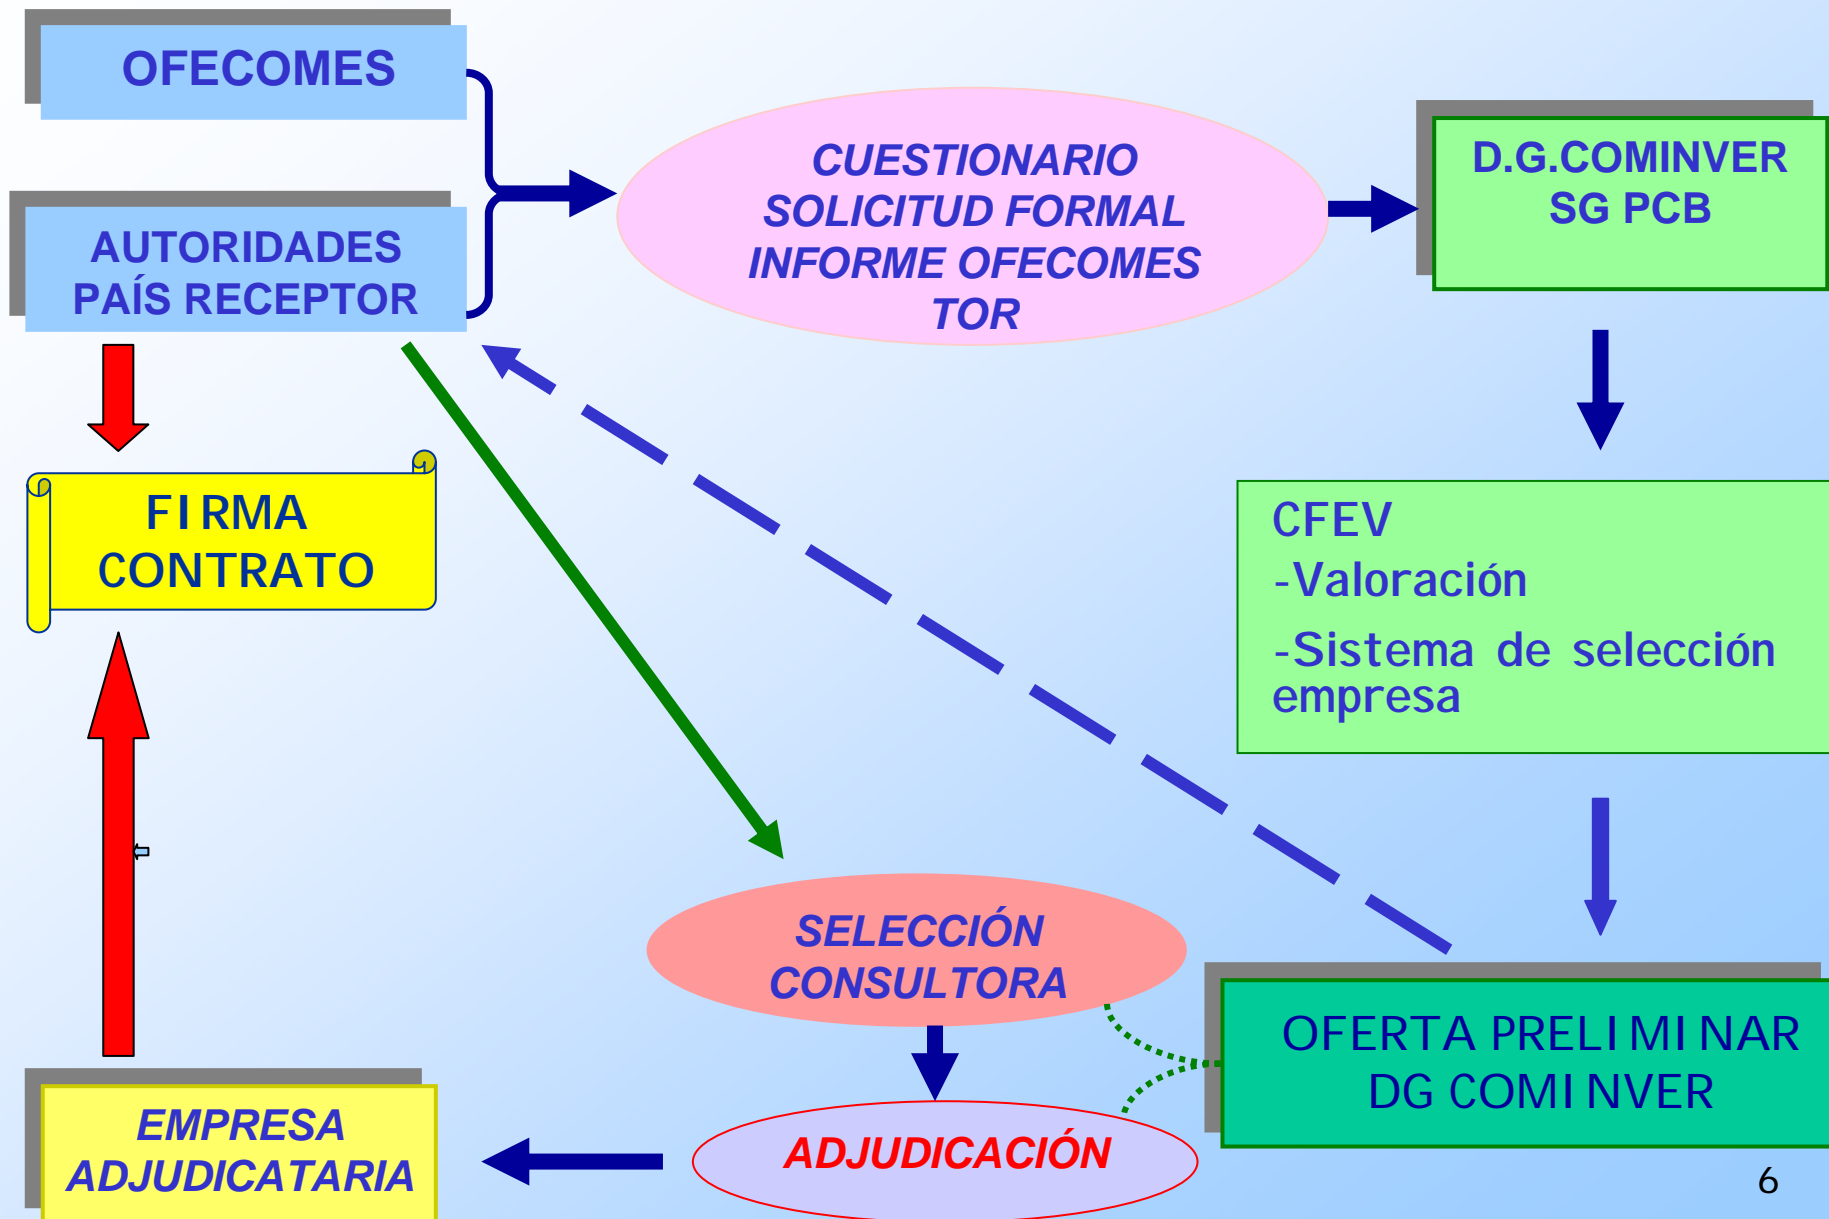 OFECOMES
AUTORIDADES
PAÍS RECEPTOR
CUESTIONARIO
SOLICITUD FORMAL
INFORME OFECOMES
TOR
D.G.COMINVER
SG PCB
FIRMA
CONTRATO
CFEV
-Valoración
-Sistema de selección
empresa
SELECCIÓN
CONSULTORA
OFERTA PRELIMINAR
DG COMINVER
EMPRESA
ADJUDICATARIA
ADJUDICACIÓN
6